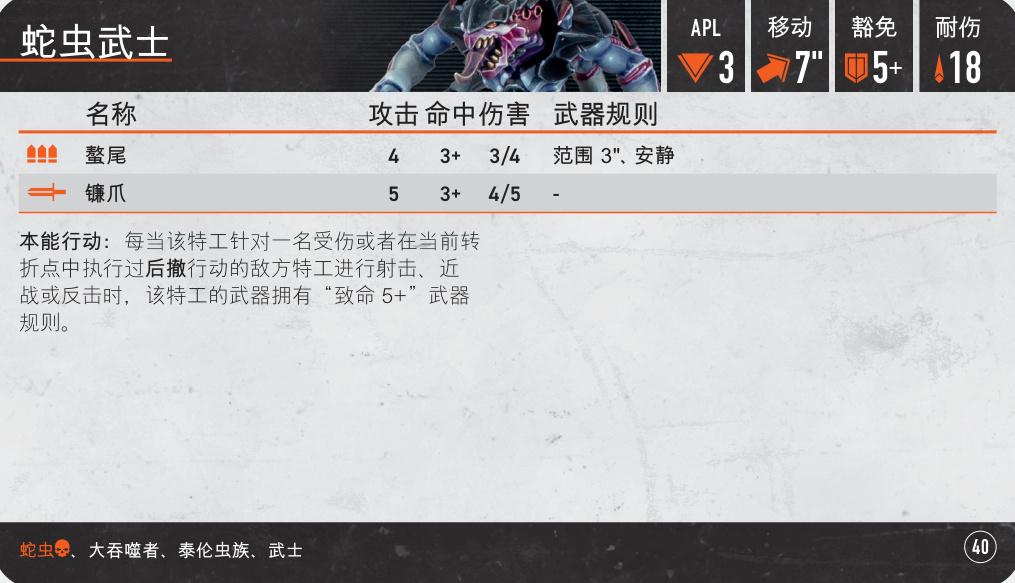 蛇虫武士
APL 移动 豁免 耐伤
3 7" 5+ 18
名称 攻击 命中 伤害 武器规则
螯尾 4 3+ 3/4 范围 3"、安静
镰爪 5 3+ 4/5 -
本能行动：每当该特工针对一名受伤或者在当前转
折点中执行过后撤行动的敌方特工进行射击、近
战或反击时，该特工的武器拥有“致命 5+”武器
规则。
蛇虫、大吞噬者、泰伦虫族、武士
40